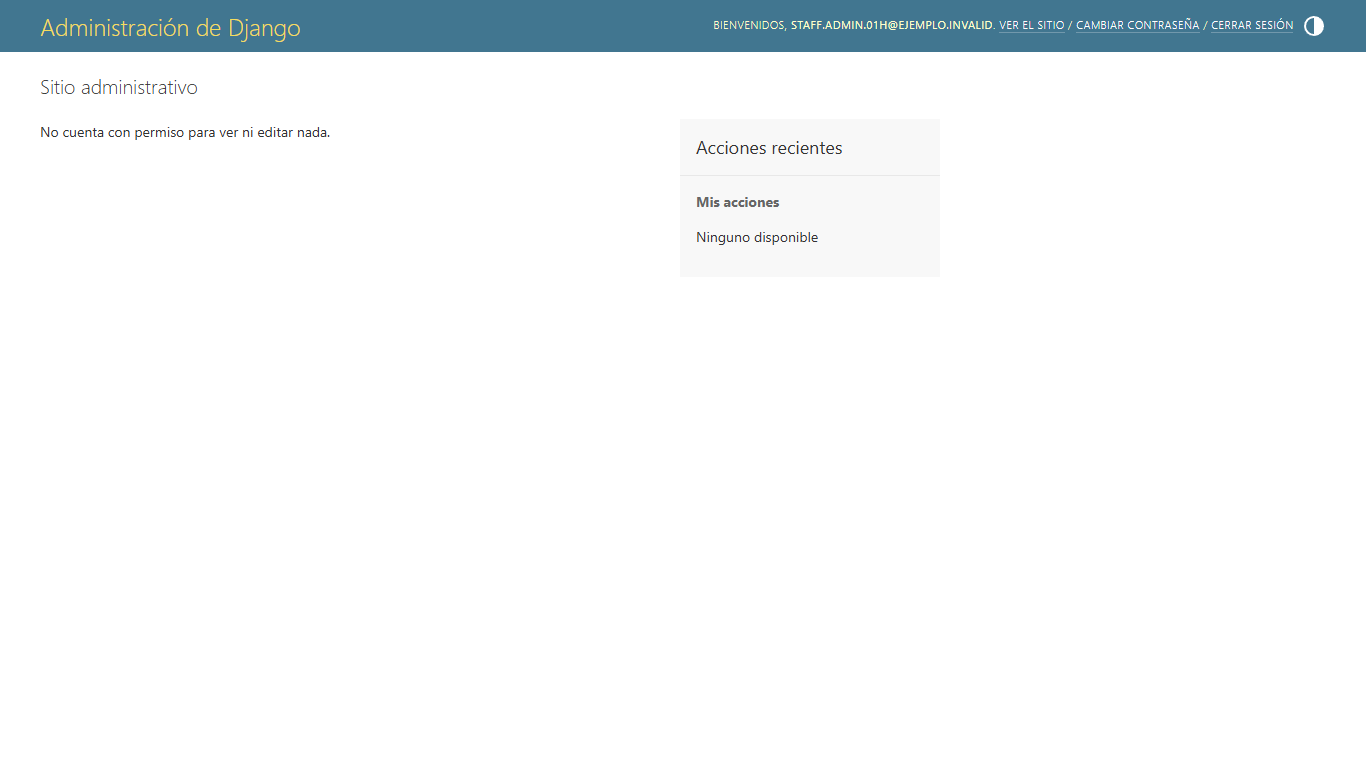 Administración de Django
BIENVENIDOS, STAFF.ADMIN.01H@EJEMPLO.INVALID. VER EL SITIO / CAMBIAR CONTRASEÑA / CERRAR SESIÓN
Sitio administrativo
No cuenta con permiso para ver ni editar nada.
Acciones recientes
Mis acciones
Ninguno disponible